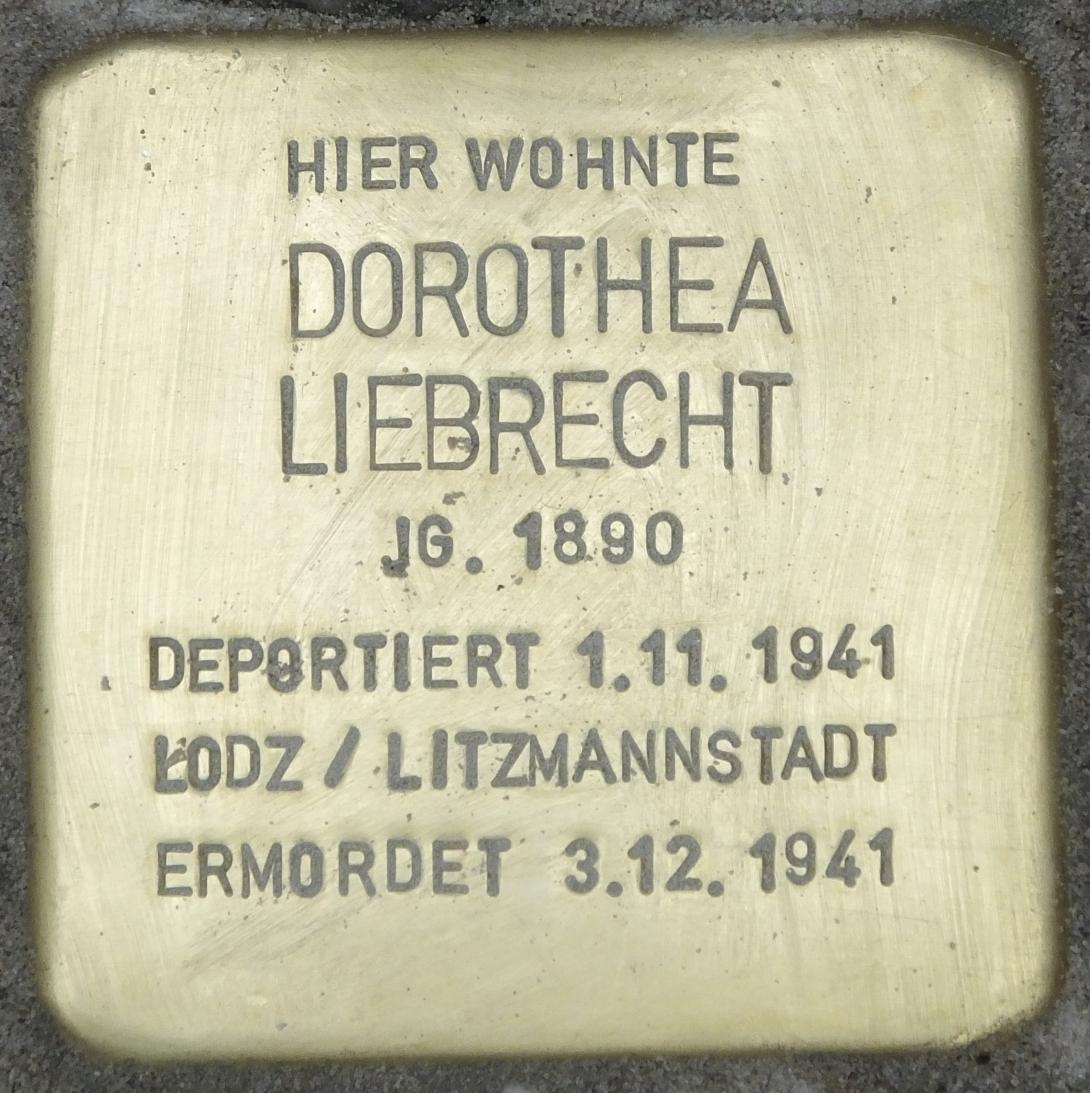 HIER WOHNTE
DOROTHEA
LIEBRECHT
JG. 1890
DEPORTIERT 1.11. 1941
ŁODZ / LITZMANNSTADT
ERMORDET 3.12. 1941